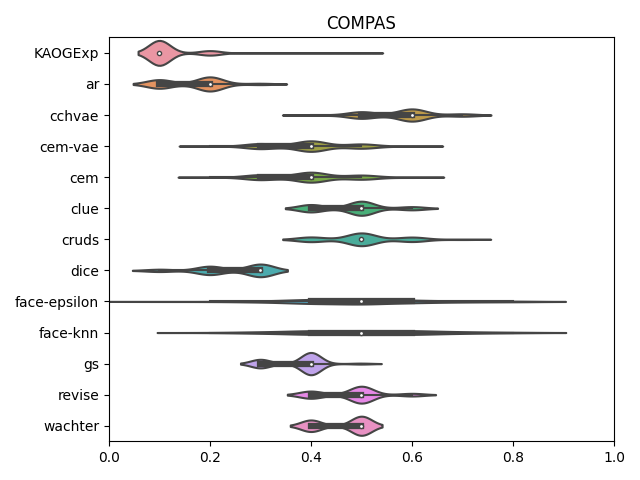 COMPAS
KAOGExp
ar
cchvae
cem-vae
cem
clue
cruds
dice
face-epsilon
face-knn
gs
revise
wachter
0.0 0.2 0.4 0.6 0.8 1.0